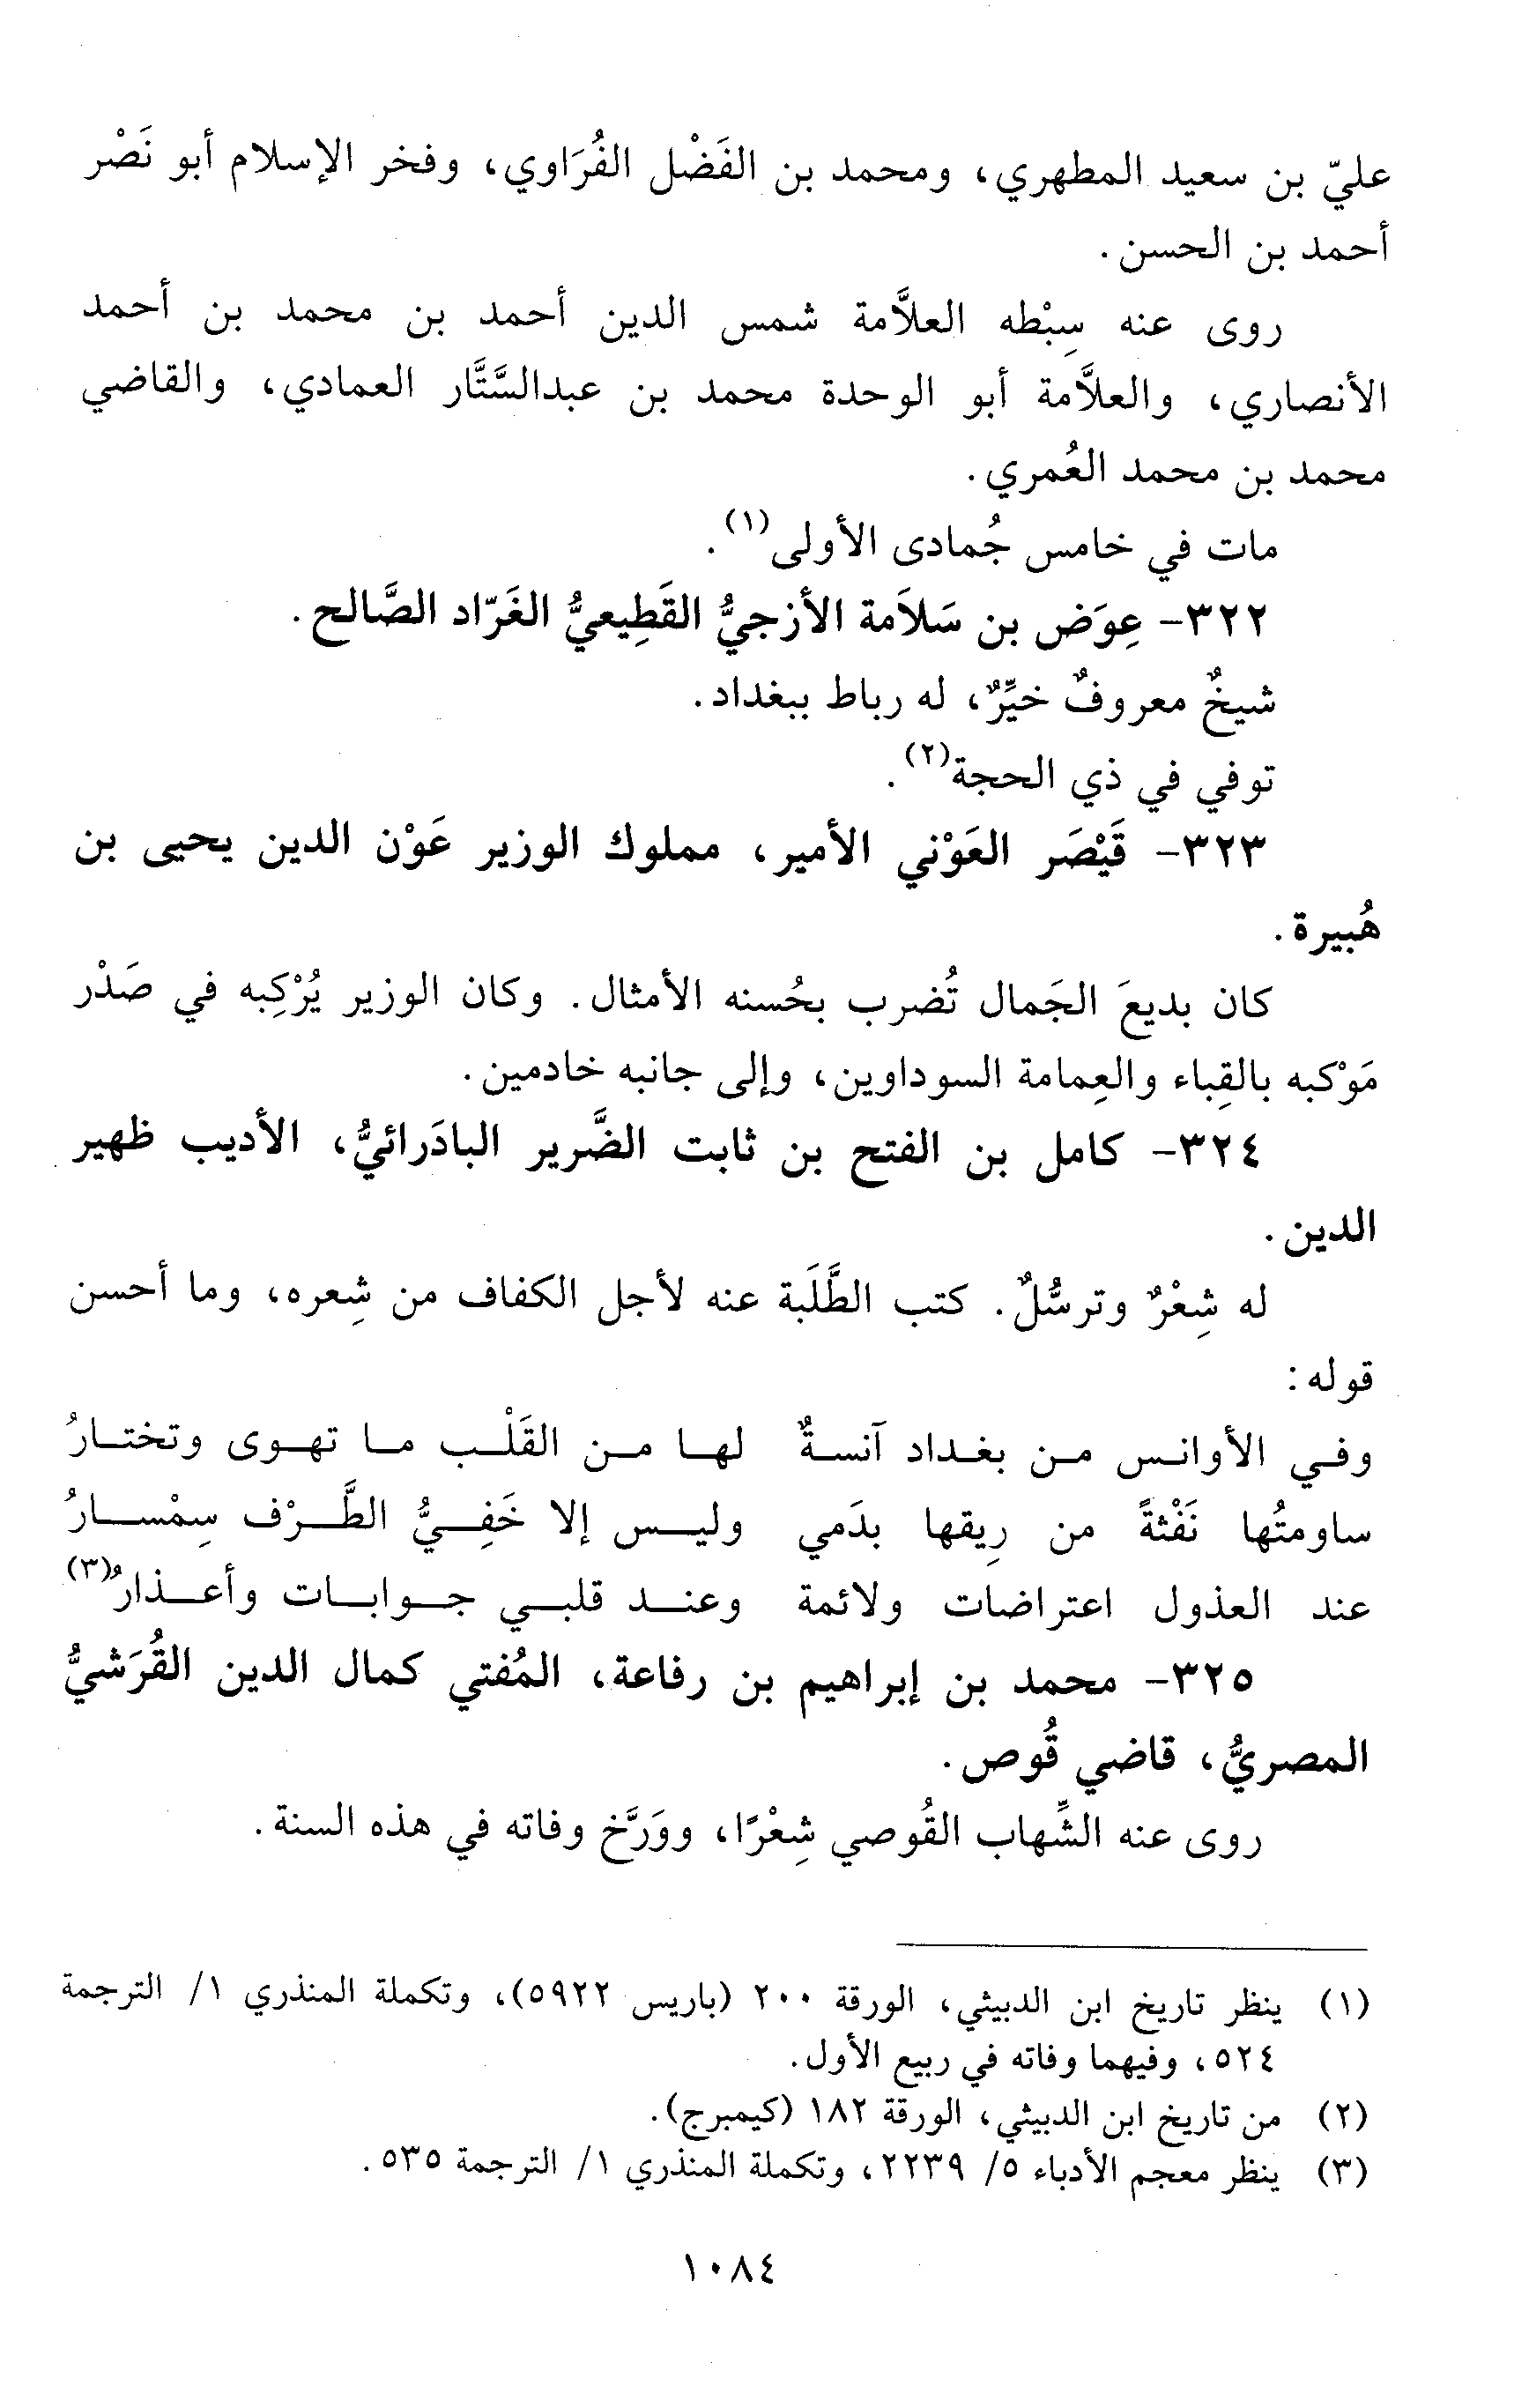 عليّ بن سعيد المطهري، ومحمد بن الفَضْل الفُرَاوي، وفخر الإسلام أبو نَصْر
أحمد بن الحسن.
روى عنه سِبْطه العلاَّمة شمس الدين أحمد بن محمد بن أحمد
الأنصاري، والعلاَّمة أبو الوحدة محمد بن عبدالسَّتَّار العمادي، والقاضي
محمد بن محمد العُمري.
مات في خامس جُمادى الأولى(١).
٣٢٢- عِوَض بن سَلاَمة الأزجيُّ القَطِيعيُّ الغَرّاد الصَّالح.
شيخٌ معروفٌ خيِّرٌ، له رباط ببغداد.
توفي في ذي الحجة(٢).
٣٢٣- قَيْصَر العَوْني الأمير، مملوك الوزير عَوْن الدين يحيى بن
هُبيرة.
كان بديعَ الجَمال تُضرب بحُسنه الأمثال. وكان الوزير يُرْكِبه في صَدْر
مَوْكبه بالقِباء والعِمامة السوداوين، وإلى جانبه خادمين.
٣٢٤- كامل بن الفتح بن ثابت الضَّرير البادَرائيُّ، الأديب ظهير
الدين.
له شِعْرٌ وترسُّلٌ. كتب الطَّلَبة عنه لأجل الكفاف من شِعره، وما أحسن
قوله:
وفي الأوانس من بغداد آنسةٌ لها من القَلْب ما تهوى وتختارُ
ساومتُها نَفْثةً من رِيقها بدَمي وليس إلا خَفِيُّ الطَّرْف سِمْسارُ
عند العذول اعتراضات ولائمة وعند قلبي جوابات وأعذارُ(٣)
٣٢٥- محمد بن إبراهيم بن رفاعة، المُفتي كمال الدين القُرَشيُّ
المصريُّ، قاضي قُوص.
روى عنه الشِّهاب القُوصي شِعْرًا، ووَرَّخ وفاته في هذه السنة.
(١) ينظر تاريخ ابن الدبيثي، الورقة ٢٠٠ (باريس ٥٩٢٢)، وتكملة المنذري ١/ الترجمة
٥٢٤، وفيهما وفاته في ربيع الأول.
(٢) من تاريخ ابن الدبيثي، الورقة ١٨٢ (كيمبرج).
(٣) ينظر معجم الأدباء ٥/ ٢٢٣٩، وتكملة المنذري ١/ الترجمة ٥٣٥.
١٠٨٤